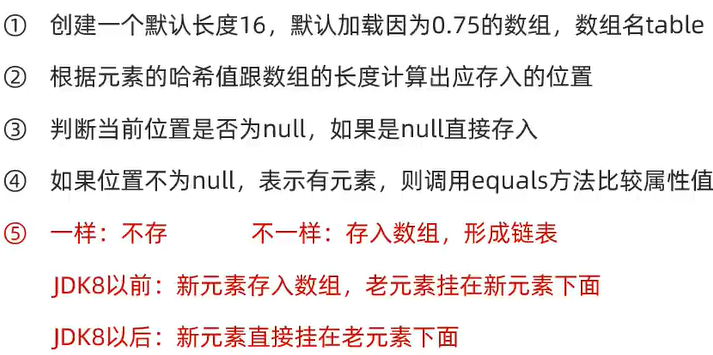 ① 创建一个默认长度16，默认加载因为0.75的数组，数组名table
② 根据元素的哈希值跟数组的长度计算出应存入的位置
③ 判断当前位置是否为null，如果是null直接存入
④ 如果位置不为null，表示有元素，则调用equals方法比较属性值
⑤ 一样：不存 不一样：存入数组，形成链表
JDK8以前：新元素存入数组，老元素挂在新元素下面
JDK8以后：新元素直接挂在老元素下面